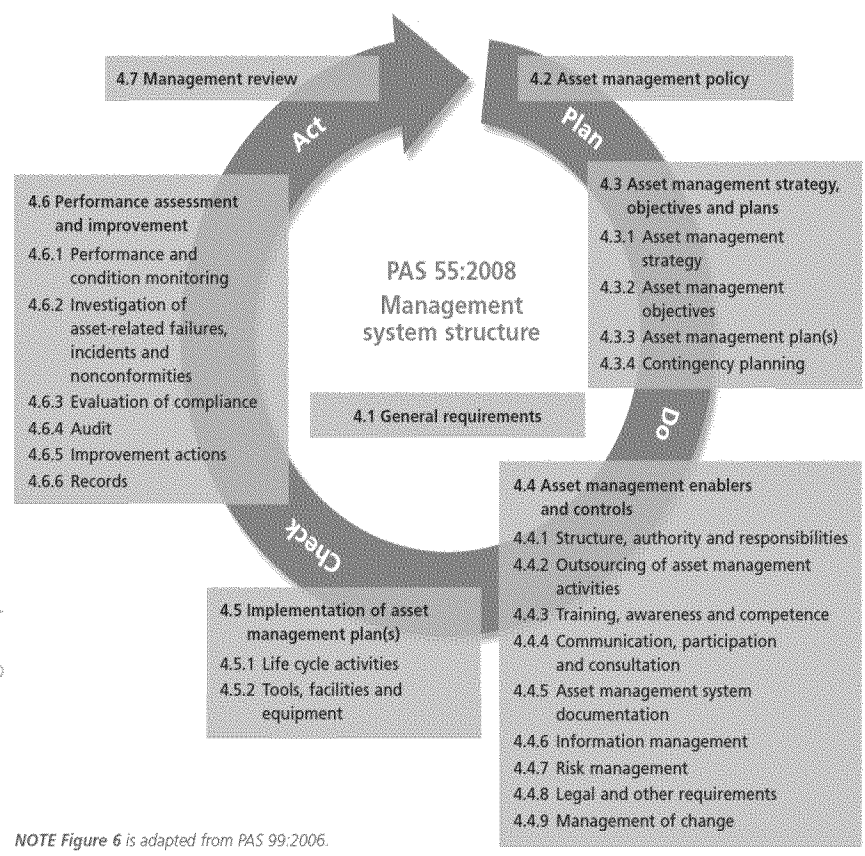 4.7 Management review
4.2 Asset management policy
Act
Plan
4.3 Asset management strategy,
objectives and plans
4.3.1 Asset management
strategy
4.3.2 Asset management
objectives
4.3.3 Asset management plan(s)
4.3.4 Contingency planning
4.6 Performance assessment
and improvement
4.6.1 Performance and
condition monitoring
4.6.2 Investigation of
asset-related failures,
incidents and
nonconformities
4.6.3 Evaluation of compliance
4.6.4 Audit
4.6.5 Improvement actions
4.6.6 Records
PAS 55:2008
Management
system structure
4.1 General requirements
Do
4.4 Asset management enablers
and controls
4.4.1 Structure, authority and responsibilities
4.4.2 Outsourcing of asset management
activities
4.4.3 Training, awareness and competence
4.4.4 Communication, participation
and consultation
4.4.5 Asset management system
documentation
4.4.6 Information management
4.4.7 Risk management
4.4.8 Legal and other requirements
4.4.9 Management of change
Check
4.5 Implementation of asset
management plan(s)
4.5.1 Life cycle activities
4.5.2 Tools, facilities and
equipment
NOTE Figure 6 is adapted from PAS 99:2006.